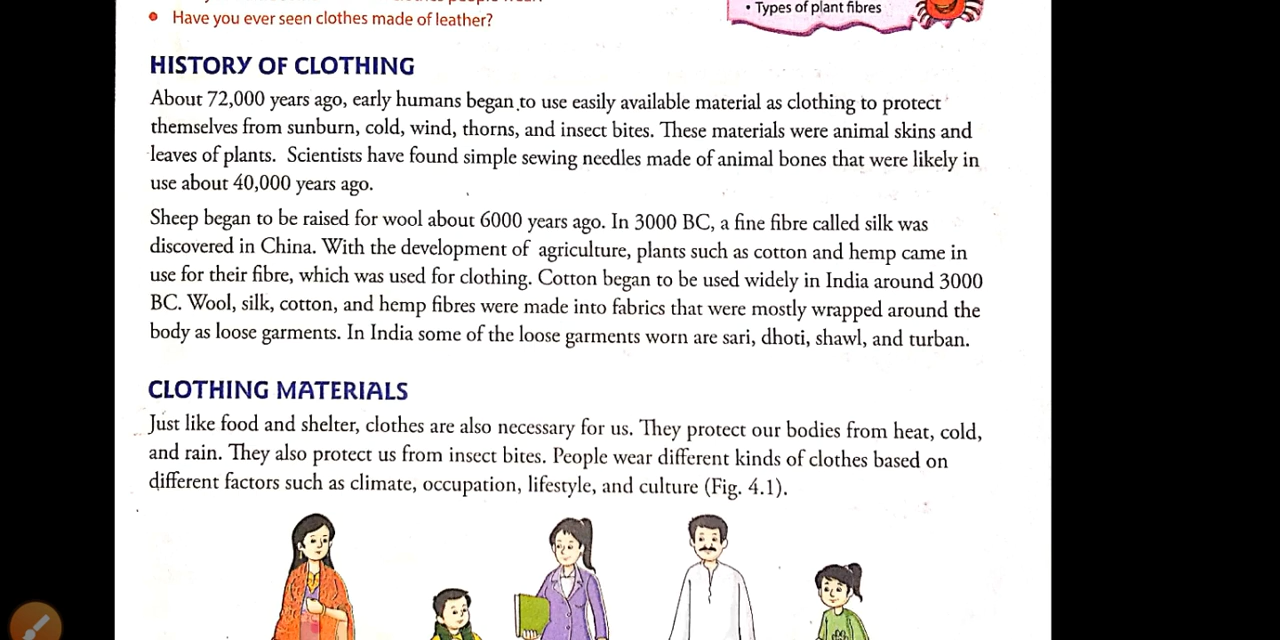 • Have you ever seen clothes made of leather?
• Types of plant fibres
HISTORY OF CLOTHING
About 72,000 years ago, early humans began to use easily available material as clothing to protect
themselves from sunburn, cold, wind, thorns, and insect bites. These materials were animal skins and
leaves of plants. Scientists have found simple sewing needles made of animal bones that were likely in
use about 40,000 years ago.
Sheep began to be raised for wool about 6000 years ago. In 3000 BC, a fine fibre called silk was
discovered in China. With the development of agriculture, plants such as cotton and hemp came in
use for their fibre, which was used for clothing. Cotton began to be used widely in India around 3000
BC. Wool, silk, cotton, and hemp fibres were made into fabrics that were mostly wrapped around the
body as loose garments. In India some of the loose garments worn are sari, dhoti, shawl, and turban.
CLOTHING MATERIALS
Just like food and shelter, clothes are also necessary for us. They protect our bodies from heat, cold,
and rain. They also protect us from insect bites. People wear different kinds of clothes based on
different factors such as climate, occupation, lifestyle, and culture (Fig. 4.1).